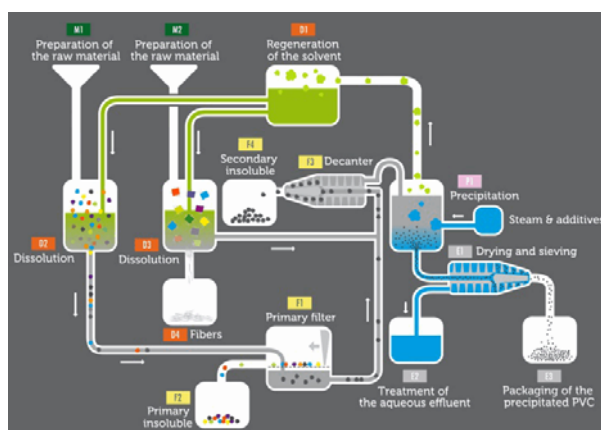 M1
Preparation of
the raw material
M2
Preparation of
the raw material
D1
Regeneration
of the solvent
F4
Secondary
insoluble
F3
Decanter
P1
Precipitation
Steam & additives
D2
Dissolution
D3
Dissolution
E1
Drying and sieving
D4
Fibers
F1
Primary filter
F2
Primary
insoluble
E2
Treatment of
the aqueous effluent
E3
Packaging of the
precipitated PVC